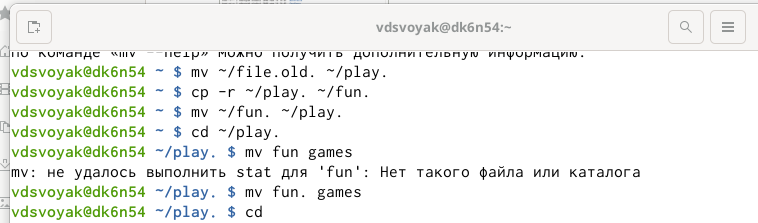 vdsvoyak@dk6n54:~
По команде «mv --help» можно получить дополнительную информацию.
vdsvoyak@dk6n54 ~ $ mv ~/file.old. ~/play.
vdsvoyak@dk6n54 ~ $ cp -r ~/play. ~/fun.
vdsvoyak@dk6n54 ~ $ mv ~/fun. ~/play.
vdsvoyak@dk6n54 ~ $ cd ~/play.
vdsvoyak@dk6n54 ~/play. $ mv fun games
mv: не удалось выполнить stat для 'fun': Нет такого файла или каталога
vdsvoyak@dk6n54 ~/play. $ mv fun. games
vdsvoyak@dk6n54 ~/play. $ cd